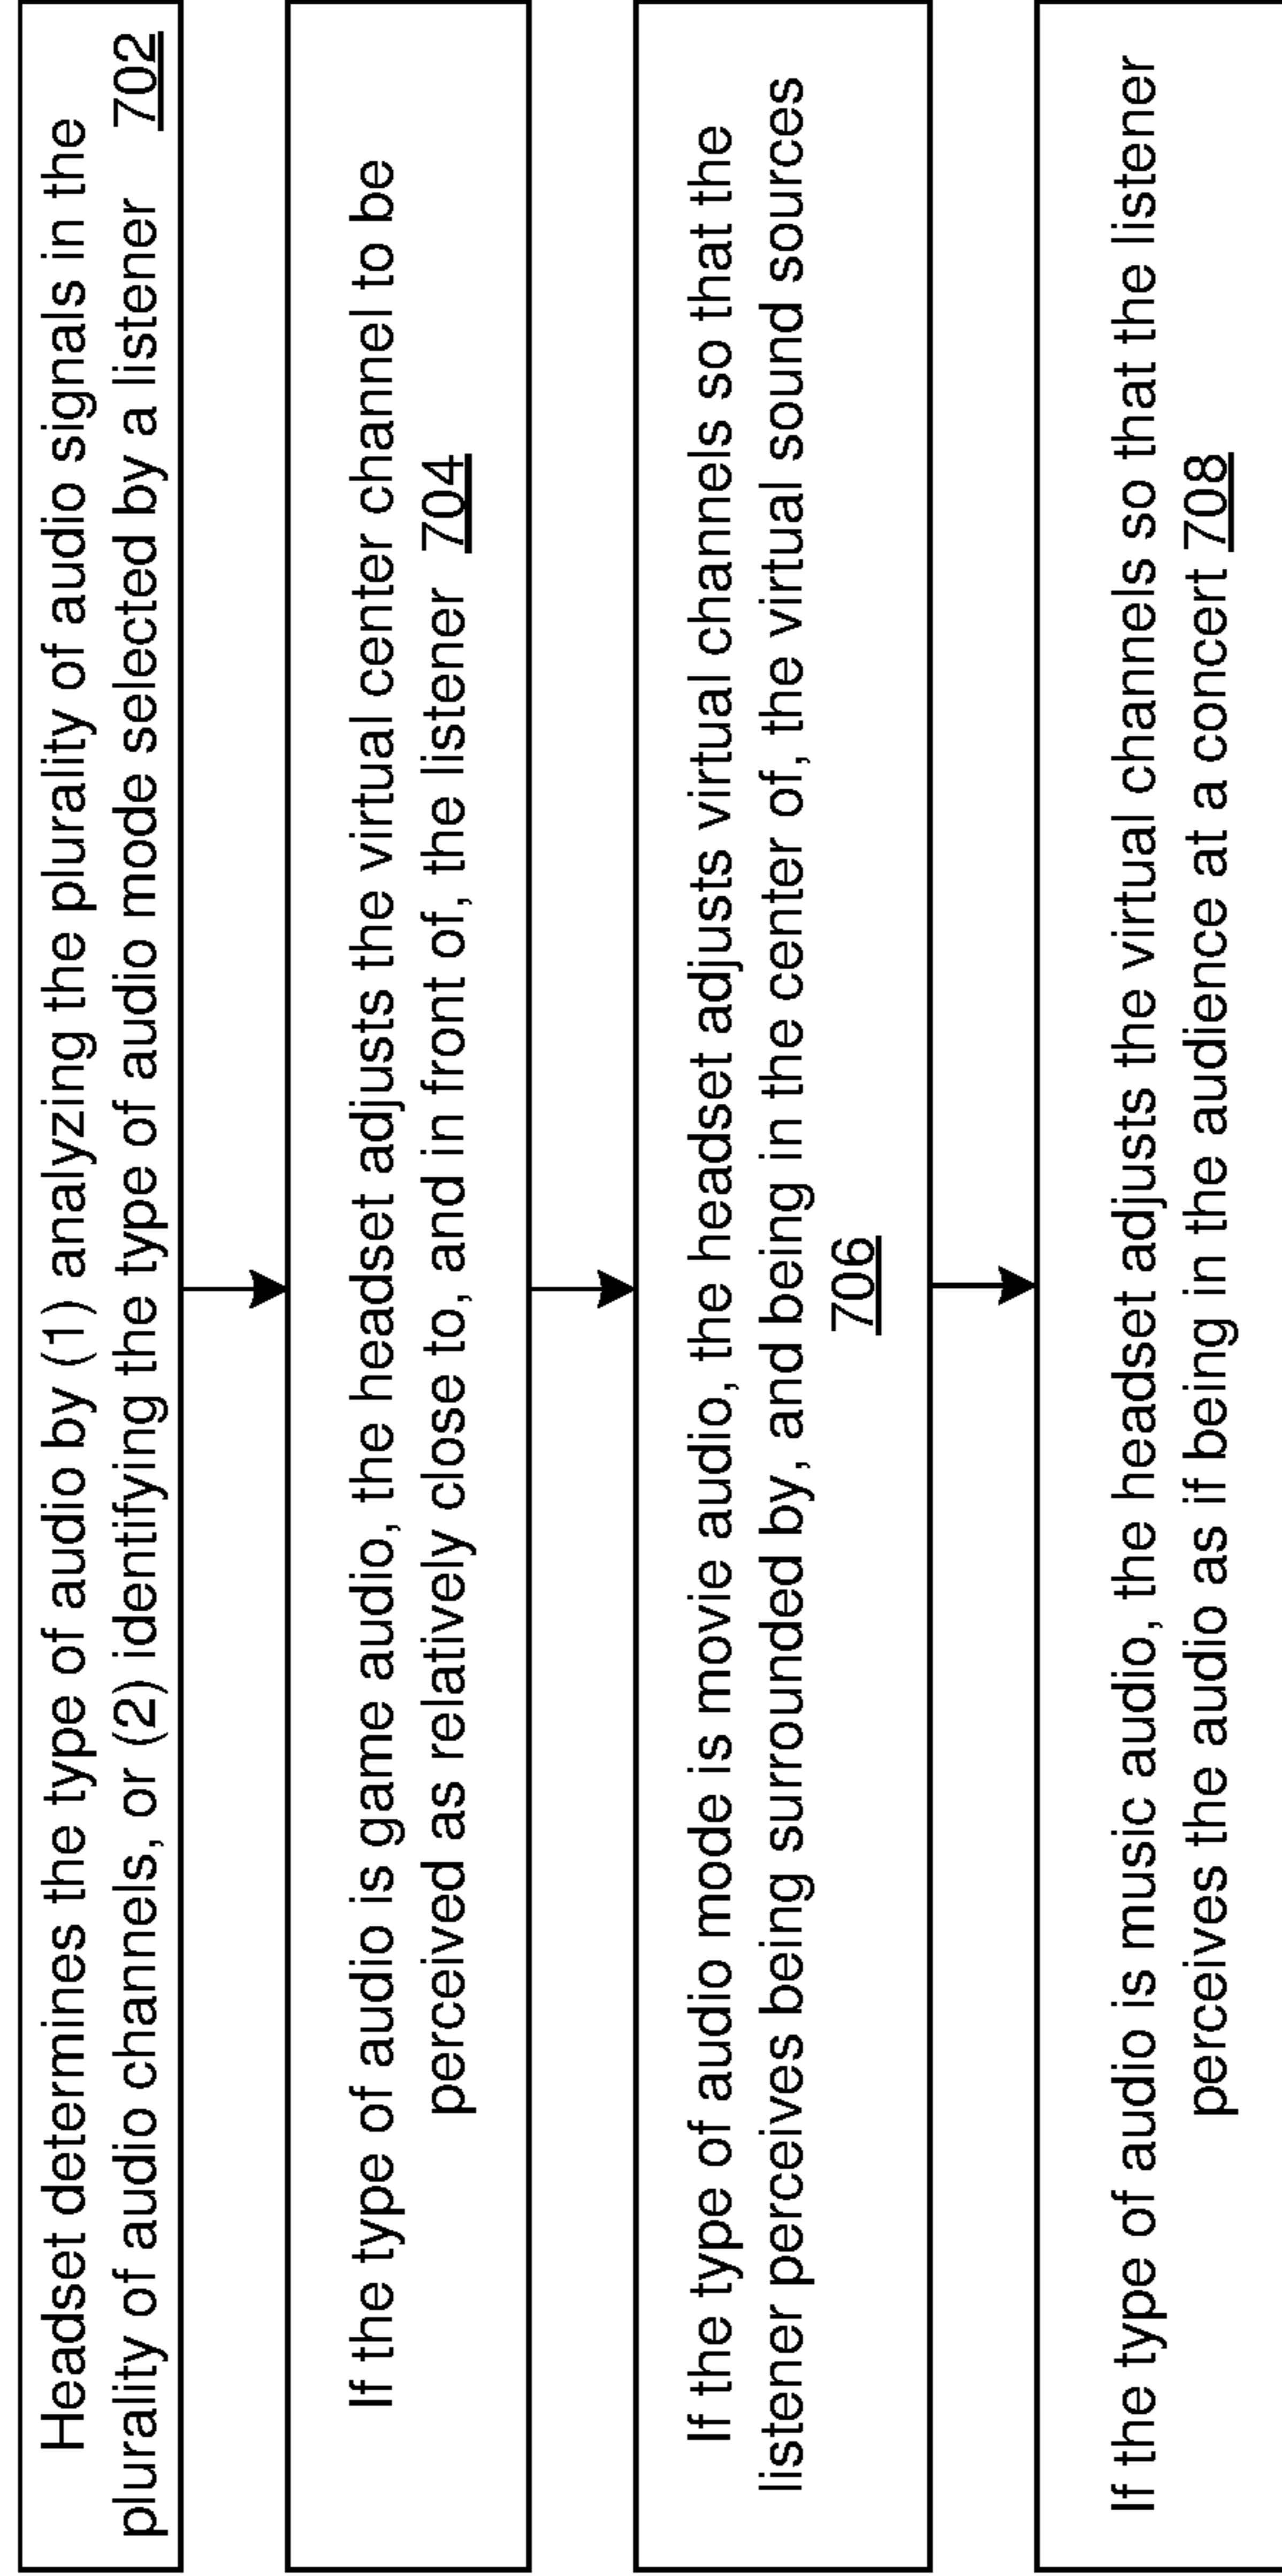 Headset determines the type of audio by (1) analyzing the plurality of audio signals in the
plurality of audio channels, or (2) identifying the type of audio mode selected by a listener 702
If the type of audio is game audio, the headset adjusts the virtual center channel to be
perceived as relatively close to, and in front of, the listener 704
If the type of audio mode is movie audio, the headset adjusts virtual channels so that the
listener perceives being surrounded by, and being in the center of, the virtual sound sources
706
If the type of audio is music audio, the headset adjusts the virtual channels so that the listener
perceives the audio as if being in the audience at a concert 708